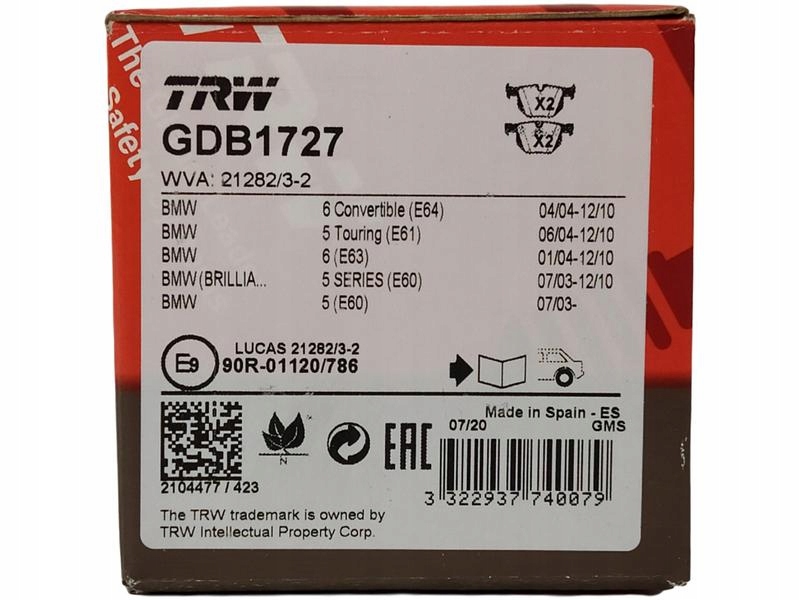 The
Safety
TRW
X2
X2
GDB1727
WVA: 21282/3-2
BMW 6 Convertible (E64) 04/04-12/10
BMW 5 Touring (E61) 06/04-12/10
BMW 6 (E63) 01/04-12/10
BMW (BRILLIA... 5 SERIES (E60) 07/03-12/10
BMW 5 (E60) 07/03-
LUCAS 21282/3-2
E9 90R-01120/786
Made in Spain - ES
07/20 GMS
N
EAC
2104477 / 423
3 322937 740079
The TRW trademark is owned by
TRW Intellectual Property Corp.